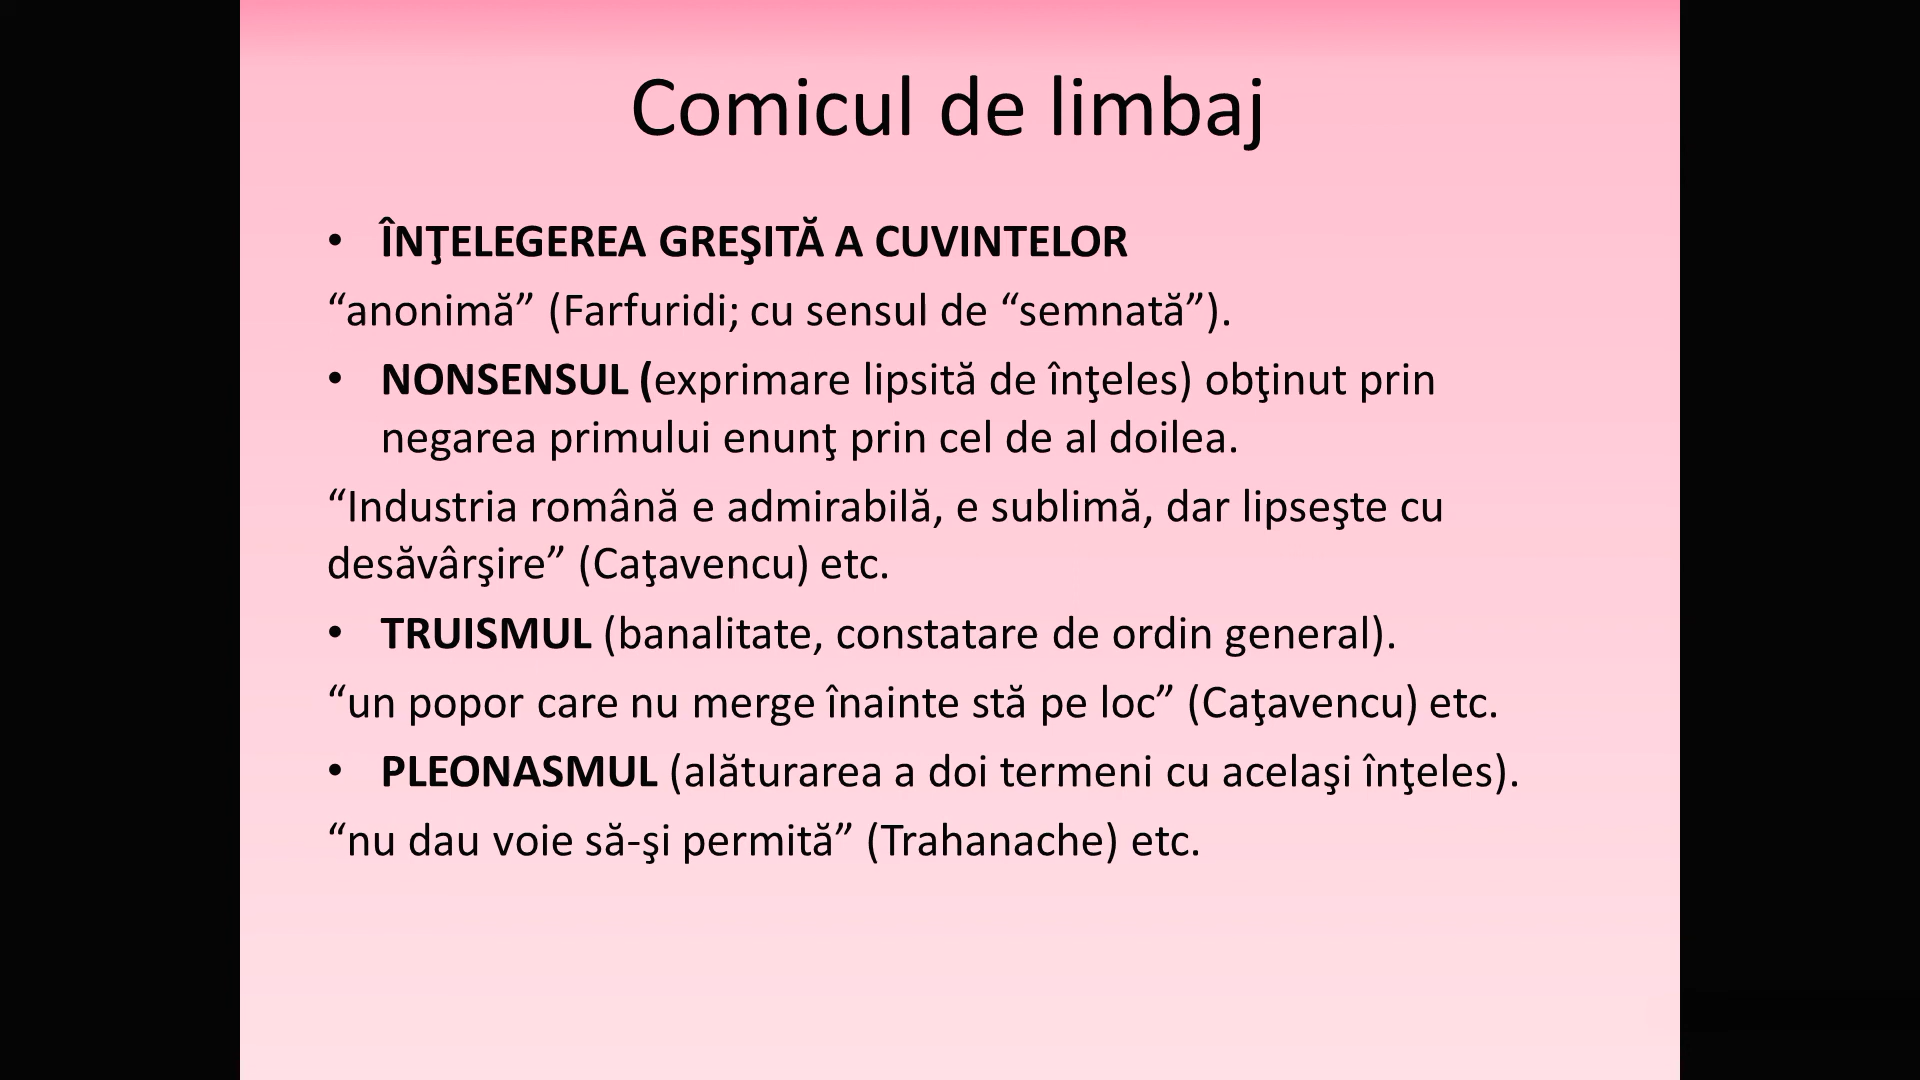 Comicul de limbaj
• ÎNŢELEGEREA GREŞITĂ A CUVINTELOR
“anonimă” (Farfuridi; cu sensul de “semnată”).
• NONSENSUL (exprimare lipsită de înţeles) obţinut prin
negarea primului enunţ prin cel de al doilea.
“Industria română e admirabilă, e sublimă, dar lipseşte cu
desăvârşire” (Caţavencu) etc.
• TRUISMUL (banalitate, constatare de ordin general).
“un popor care nu merge înainte stă pe loc” (Caţavencu) etc.
• PLEONASMUL (alăturarea a doi termeni cu acelaşi înţeles).
“nu dau voie să-şi permită” (Trahanache) etc.